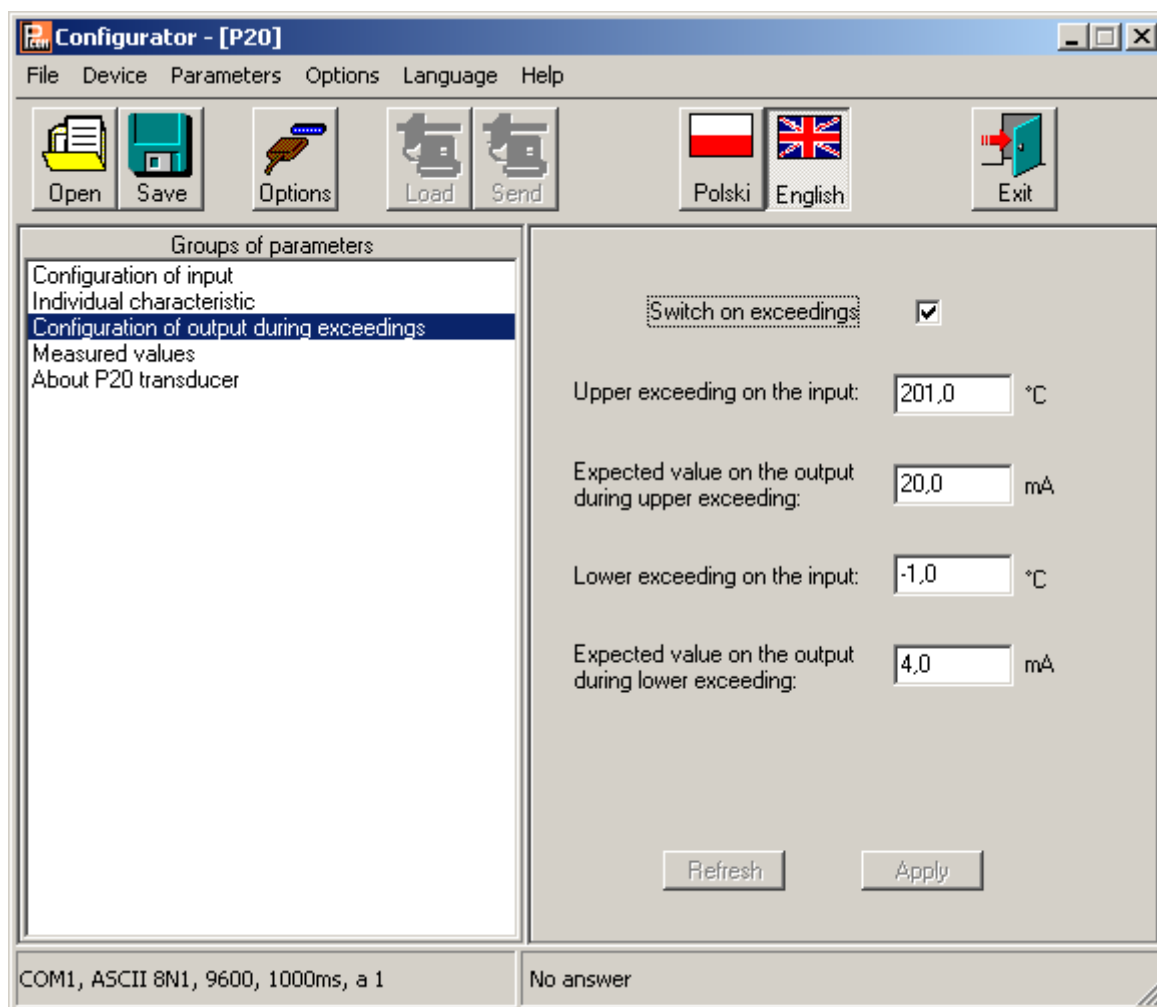 Configurator - [P20]
File Device Parameters Options Language Help
Open Save Options Load Send Polski English Exit
Groups of parameters
Configuration of input
Individual characteristic
Configuration of output during exceedings
Measured values
About P20 transducer
Switch on exceedings
Upper exceeding on the input: 201,0 °C
Expected value on the output
during upper exceeding: 20,0 mA
Lower exceeding on the input: -1,0 °C
Expected value on the output
during lower exceeding: 4,0 mA
Refresh Apply
COM1, ASCII 8N1, 9600, 1000ms, a 1
No answer